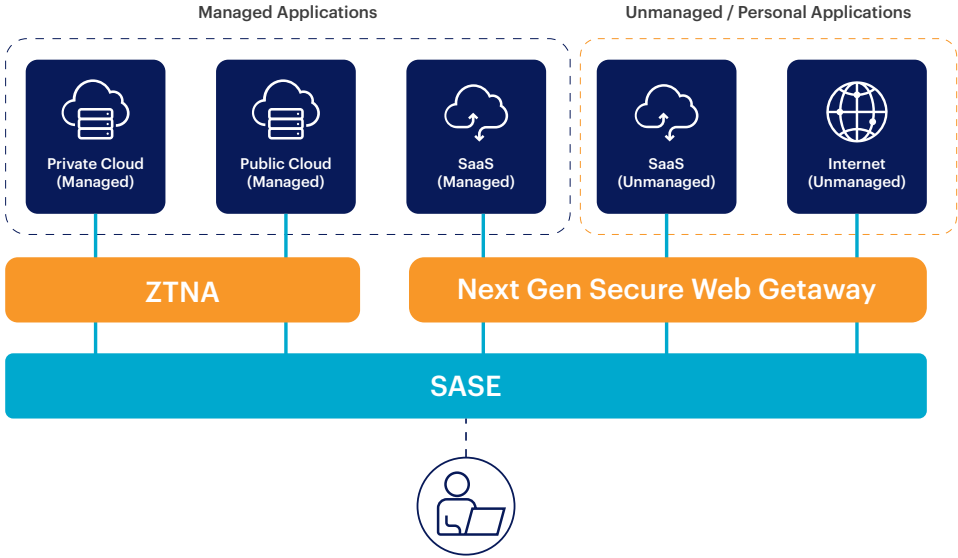 Managed Applications
Unmanaged / Personal Applications
Private Cloud
(Managed)
Public Cloud
(Managed)
SaaS
(Managed)
SaaS
(Unmanaged)
Internet
(Unmanaged)
ZTNA
Next Gen Secure Web Getaway
SASE